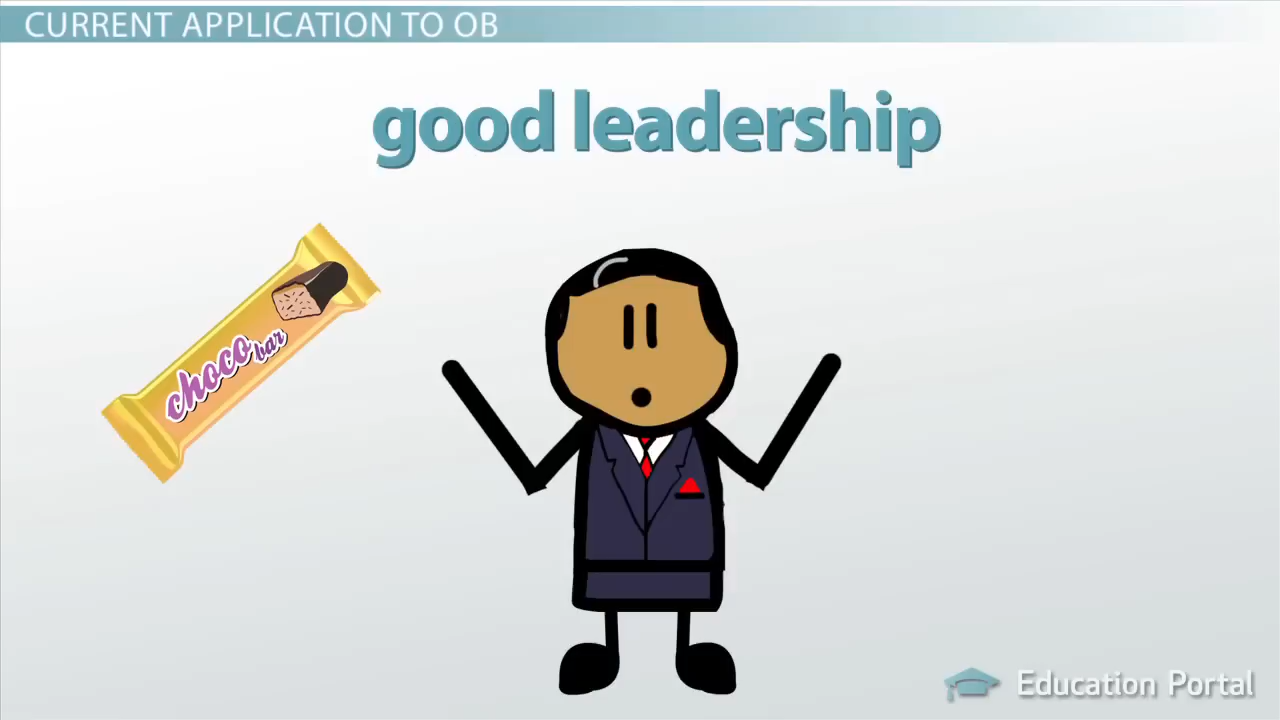 CURRENT APPLICATION TO OB
good leadership
choco
bar
Education Portal